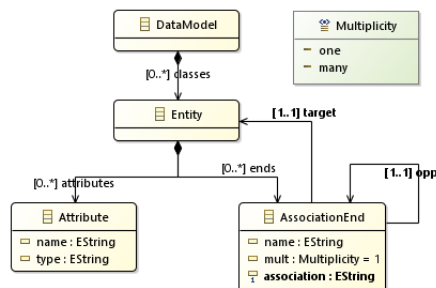 DataModel
Multiplicity
one
many
[0..*] classes
Entity
[1..1] target
[0..*] attributes
[0..*] ends
[1..1] opp
Attribute
name : EString
type : EString
AssociationEnd
name : EString
mult : Multiplicity = 1
association : EString
1